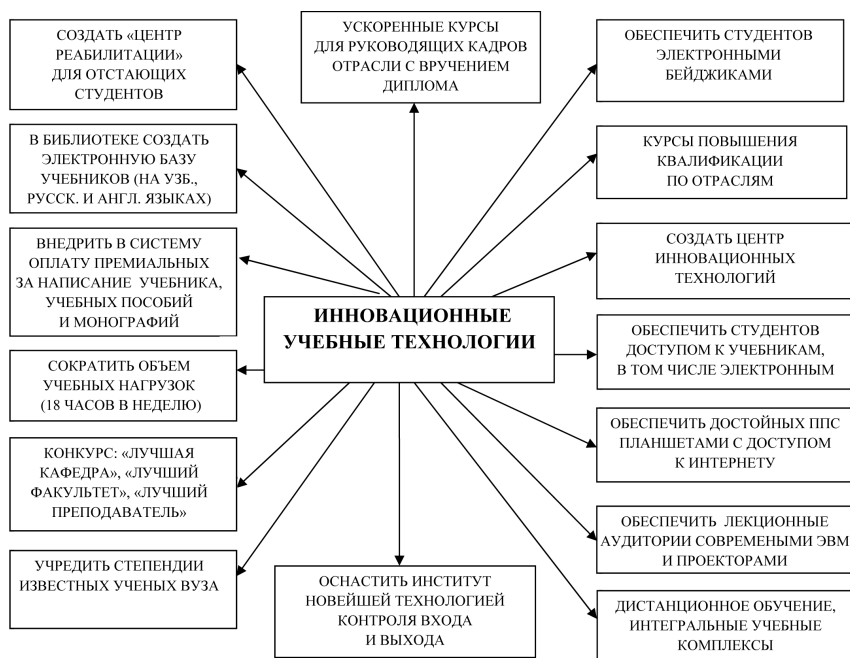 СОЗДАТЬ «ЦЕНТР
РЕАБИЛИТАЦИИ»
ДЛЯ ОТСТАЮЩИХ
СТУДЕНТОВ
В БИБЛИОТЕКЕ СОЗДАТЬ
ЭЛЕКТРОННУЮ БАЗУ
УЧЕБНИКОВ (НА УЗБ.,
РУССК. И АНГЛ. ЯЗЫКАХ)
ВНЕДРИТЬ В СИСТЕМУ
ОПЛАТУ ПРЕМИАЛЬНЫХ
ЗА НАПИСАНИЕ УЧЕБНИКА,
УЧЕБНЫХ ПОСОБИЙ
И МОНОГРАФИЙ
СОКРАТИТЬ ОБЪЕМ
УЧЕБНЫХ НАГРУЗОК
(18 ЧАСОВ В НЕДЕЛЮ)
КОНКУРС: «ЛУЧШАЯ
КАФЕДРА», «ЛУЧШИЙ
ФАКУЛЬТЕТ», «ЛУЧШИЙ
ПРЕПОДАВАТЕЛЬ»
УЧРЕДИТЬ СТЕПЕНДИИ
ИЗВЕСТНЫХ УЧЕНЫХ ВУЗА
УСКОРЕННЫЕ КУРСЫ
ДЛЯ РУКОВОДЯЩИХ КАДРОВ
ОТРАСЛИ С ВРУЧЕНИЕМ
ДИПЛОМА
ИННОВАЦИОННЫЕ
УЧЕБНЫЕ ТЕХНОЛОГИИ
ОСНАСТИТЬ ИНСТИТУТ
НОВЕЙШЕЙ ТЕХНОЛОГИЕЙ
КОНТРОЛЯ ВХОДА
И ВЫХОДА
ОБЕСПЕЧИТЬ СТУДЕНТОВ
ЭЛЕКТРОННЫМИ
БЕЙДЖИКАМИ
КУРСЫ ПОВЫШЕНИЯ
КВАЛИФИКАЦИИ
ПО ОТРАСЛЯМ
СОЗДАТЬ ЦЕНТР
ИННОВАЦИОННЫХ
ТЕХНОЛОГИЙ
ОБЕСПЕЧИТЬ СТУДЕНТОВ
ДОСТУПОМ К УЧЕБНИКАМ,
В ТОМ ЧИСЛЕ ЭЛЕКТРОННЫМ
ОБЕСПЕЧИТЬ ДОСТОЙНЫХ ППС
ПЛАНШЕТАМИ С ДОСТУПОМ
К ИНТЕРНЕТУ
ОБЕСПЕЧИТЬ ЛЕКЦИОННЫЕ
АУДИТОРИИ СОВРЕМЕНЫМИ ЭВМ
И ПРОЕКТОРАМИ
ДИСТАНЦИОННОЕ ОБУЧЕНИЕ,
ИНТЕГРАЛЬНЫЕ УЧЕБНЫЕ
КОМПЛЕКСЫ